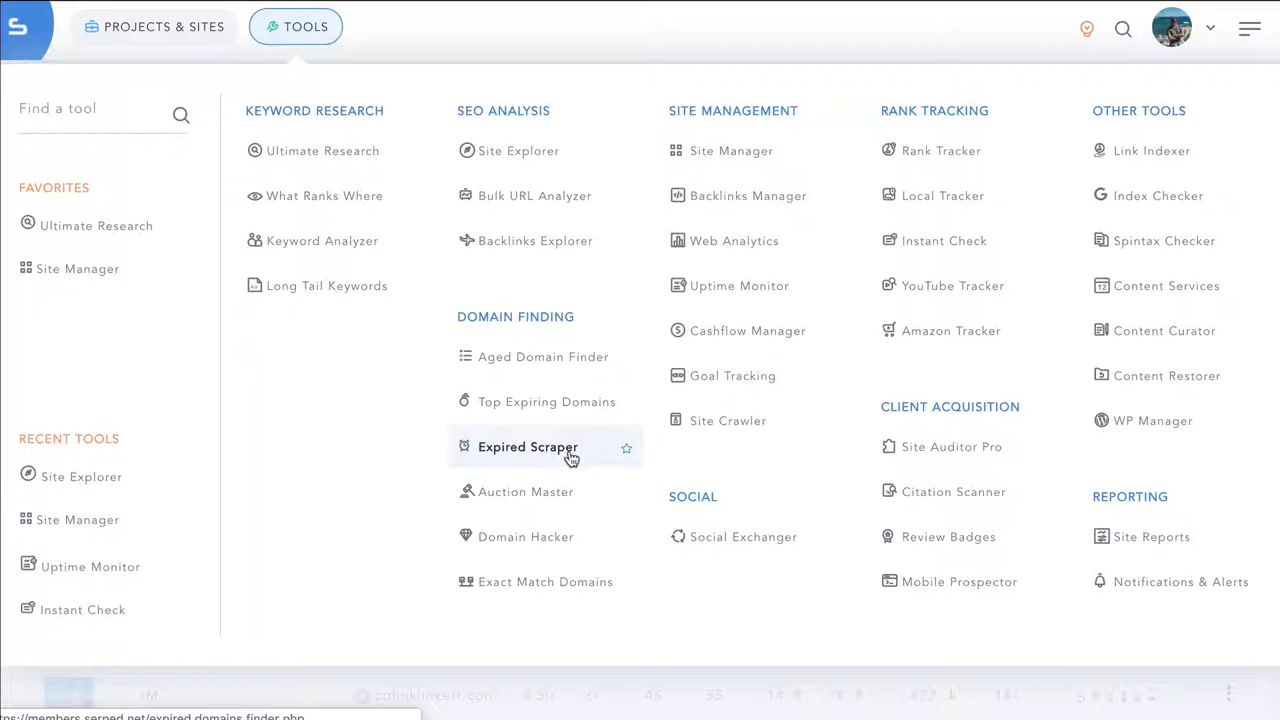 S
PROJECTS & SITES
TOOLS
Find a tool
FAVORITES
Ultimate Research
Site Manager
RECENT TOOLS
Site Explorer
Site Manager
Uptime Monitor
Instant Check
KEYWORD RESEARCH
Ultimate Research
What Ranks Where
Keyword Analyzer
Long Tail Keywords
SEO ANALYSIS
Site Explorer
Bulk URL Analyzer
Backlinks Explorer
DOMAIN FINDING
Aged Domain Finder
Top Expiring Domains
Expired Scraper
Auction Master
Domain Hacker
Exact Match Domains
SITE MANAGEMENT
Site Manager
Backlinks Manager
Web Analytics
Uptime Monitor
Cashflow Manager
Goal Tracking
Site Crawler
SOCIAL
Social Exchanger
RANK TRACKING
Rank Tracker
Local Tracker
Instant Check
YouTube Tracker
Amazon Tracker
CLIENT ACQUISITION
Site Auditor Pro
Citation Scanner
Review Badges
Mobile Prospector
OTHER TOOLS
Link Indexer
Index Checker
Spintax Checker
Content Services
Content Curator
Content Restorer
WP Manager
REPORTING
Site Reports
Notifications & Alerts
tps://members.serped.net/expired_domains_finder.php